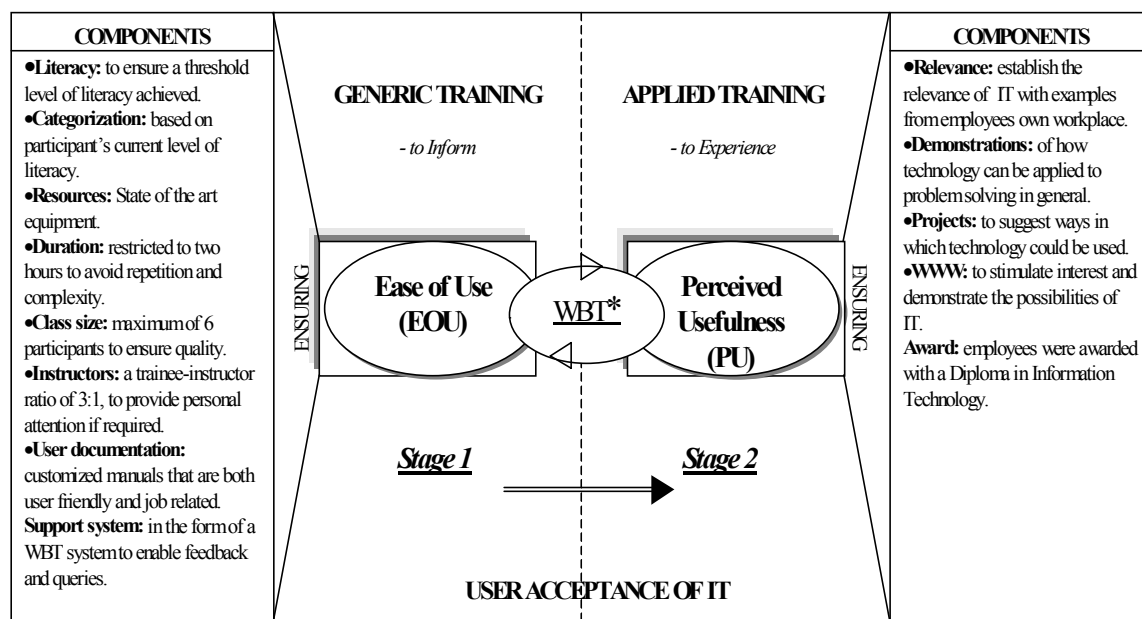 COMPONENTS
•Literacy: to ensure a threshold
level of literacy achieved.
•Categorization: based on
participant's current level of
literacy.
•Resources: State of the art
equipment.
•Duration: restricted to two
hours to avoid repetition and
complexity.
•Class size: maximum of 6
participants to ensure quality.
•Instructors: a trainee-instructor
ratio of 3:1, to provide personal
attention if required.
•User documentation:
customized manuals that are both
user friendly and job related.
Support system: in the form of a
WBT system to enable feedback
and queries.
GENERIC TRAINING
- to Inform
APPLIED TRAINING
- to Experience
ENSURING
Ease of Use
(EOU)
WBT*
Perceived
Usefulness
(PU)
ENSURING
Stage 1
Stage 2
USER ACCEPTANCE OF IT
COMPONENTS
•Relevance: establish the
relevance of IT with examples
from employees own workplace.
•Demonstrations: of how
technology can be applied to
problem solving in general.
•Projects: to suggest ways in
which technology could be used.
•WWW: to stimulate interest and
demonstrate the possibilities of
IT.
Award: employees were awarded
with a Diploma in Information
Technology.